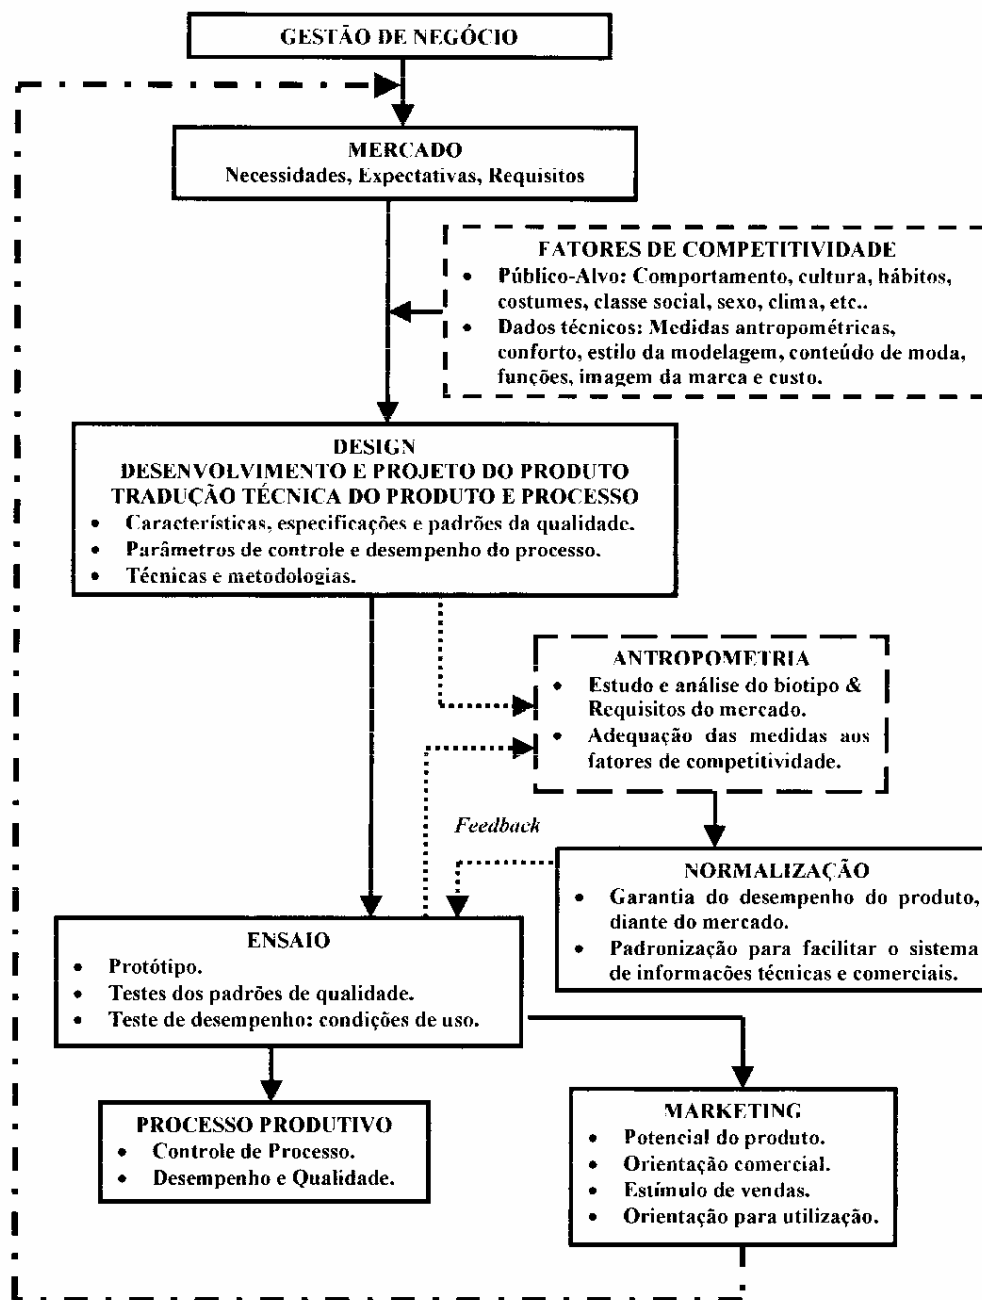 GESTÃO DE NEGÓCIO
MERCADO
Necessidades, Expectativas, Requisitos
FATORES DE COMPETITIVIDADE
• Público-Alvo: Comportamento, cultura, hábitos,
costumes, classe social, sexo, clima, etc..
• Dados técnicos: Medidas antropométricas,
conforto, estilo da modelagem, conteúdo de moda,
funções, imagem da marca e custo.
DESIGN
DESENVOLVIMENTO E PROJETO DO PRODUTO
TRADUÇÃO TÉCNICA DO PRODUTO E PROCESSO
• Características, especificações e padrões da qualidade.
• Parâmetros de controle e desempenho do processo.
• Técnicas e metodologias.
ANTROPOMETRIA
• Estudo e análise do biotipo &
Requisitos do mercado.
• Adequação das medidas aos
fatores de competitividade.
Feedback
NORMALIZAÇÃO
• Garantia do desempenho do produto,
diante do mercado.
• Padronização para facilitar o sistema
de informações técnicas e comerciais.
ENSAIO
• Protótipo.
• Testes dos padrões de qualidade.
• Teste de desempenho: condições de uso.
PROCESSO PRODUTIVO
• Controle de Processo.
• Desempenho e Qualidade.
MARKETING
• Potencial do produto.
• Orientação comercial.
• Estímulo de vendas.
• Orientação para utilização.